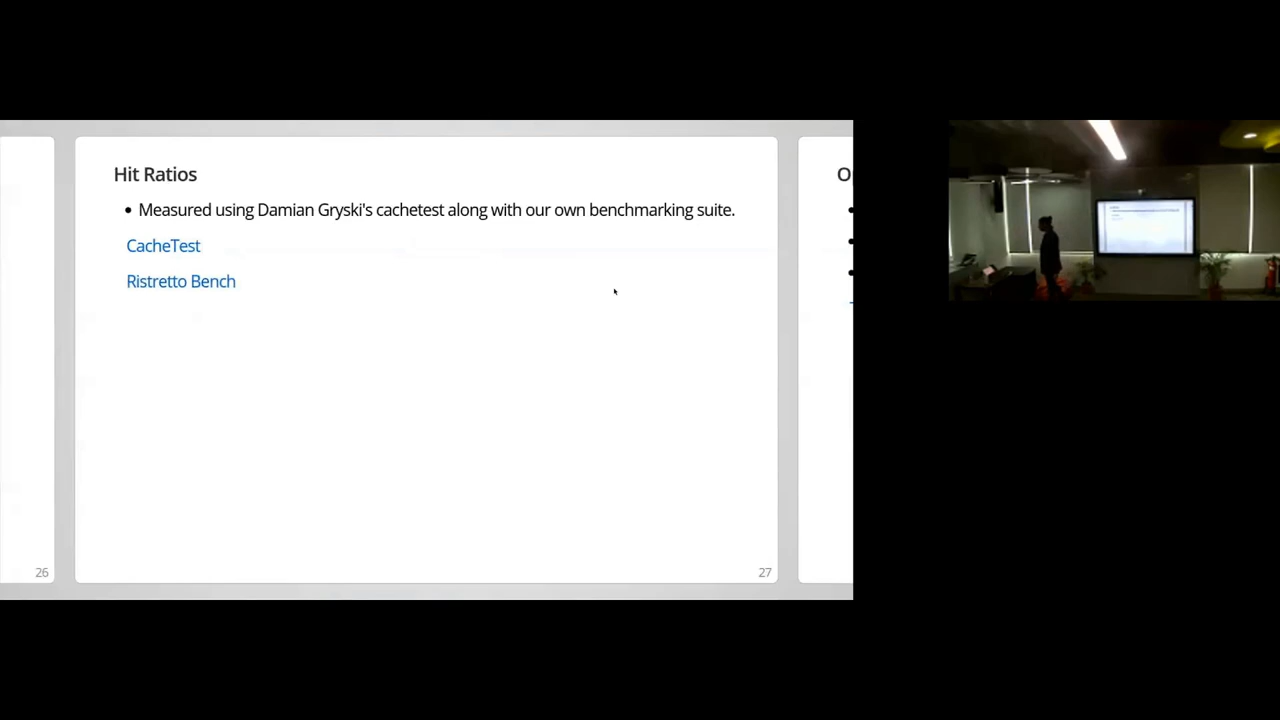 Hit Ratios
• Measured using Damian Gryski's cachetest along with our own benchmarking suite.
CacheTest
Ristretto Bench
26
27